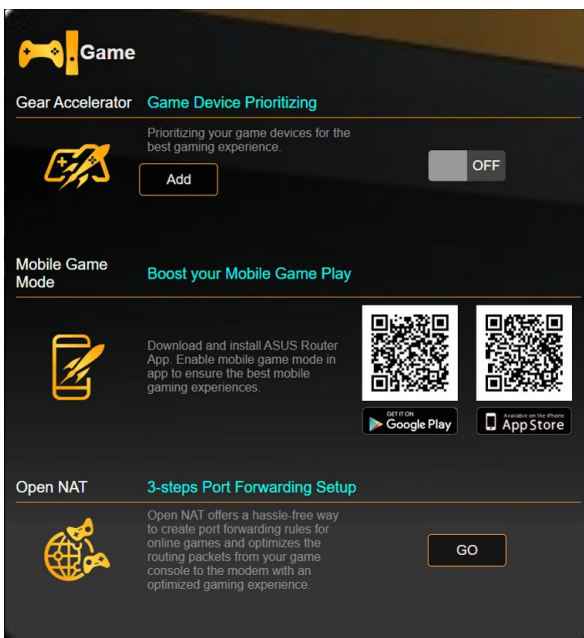 Game
Gear Accelerator
Game Device Prioritizing
Prioritizing your game devices for the
best gaming experience.
Add
OFF
Mobile Game
Mode
Boost your Mobile Game Play
Download and install ASUS Router
App. Enable mobile game mode in
app to ensure the best mobile
gaming experiences.
GET IT ON
Google Play
Available on the iPhone
App Store
Open NAT
3-steps Port Forwarding Setup
Open NAT offers a hassle-free way
to create port forwarding rules for
online games and optimizes the
routing packets from your game
console to the modem with an
optimized gaming experience.
GO